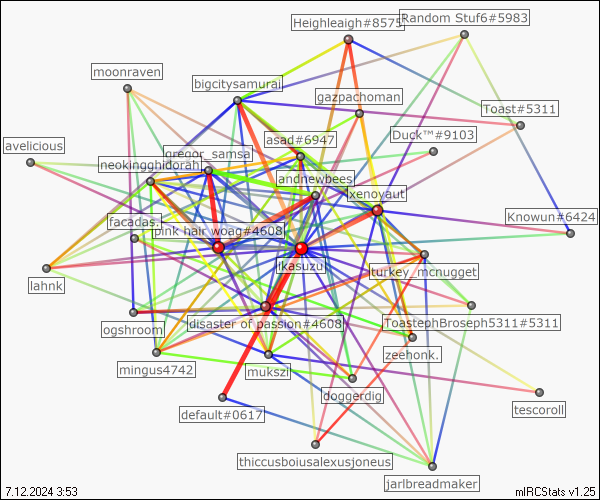 Heighleaigh#8575
Random Stuf6#5983
moonraven
bigcitysamurai
gazpachoman
Toast#5311
Duck™#9103
avelicious
asad#6947
gregor_samsa
neokingghidorah
andnewbees
xenoyaut
facadas.
pink hair woag#4608
Knowun#6424
ikasuzu
turkey_mcnugget
lahnk
ogshroom
disaster of passion#4608
ToastephBroseph5311#5311
zeehonk.
mingus4742
mukszi
doggerdig
default#0617
tescoroll
thiccusboiusalexusjoneus
jarlbreadmaker
7.12.2024 3:53
mIRCStats v1.25